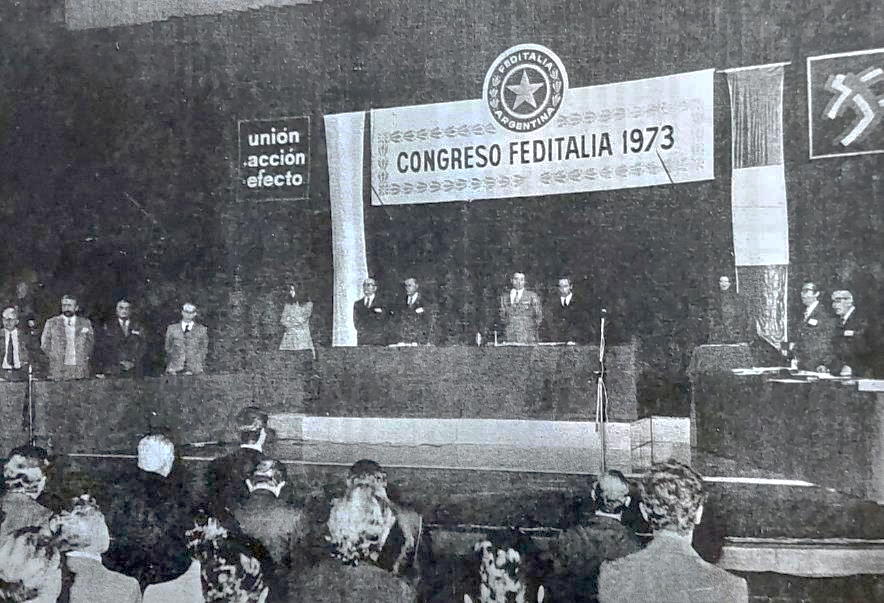 FEDITALIA
ARGENTINA
unión
.acción
.efecto
CONGRESO FEDITALIA 1973